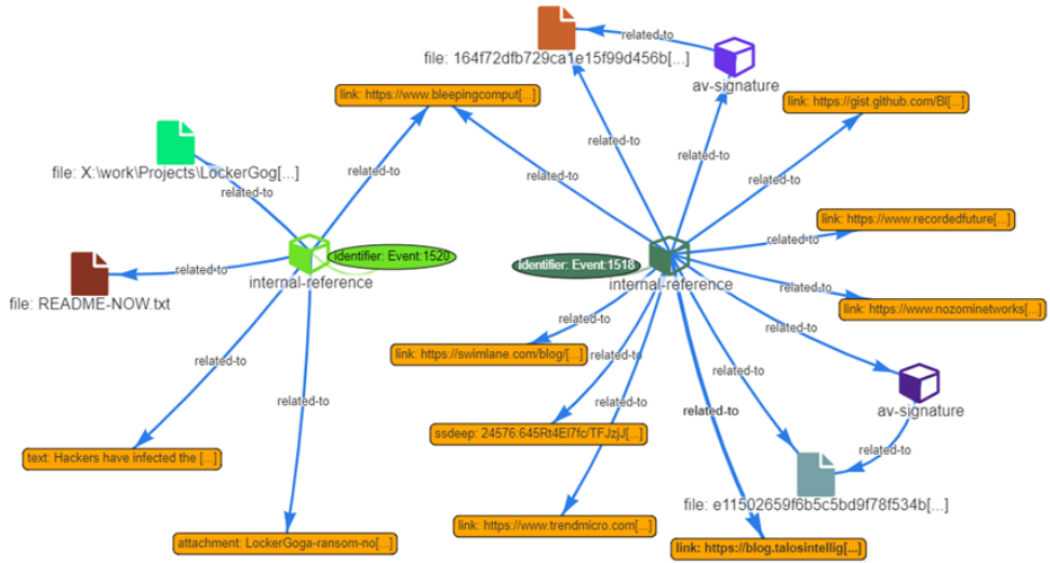 related-to
file: 164f72dfb729ca1e15f99d456b[...]
av-signature
link: https://www.bleepingcomput[...]
link: https://gist.github.com/Bl[...]
related-to
related-to
related-to
file: X:\work\Projects\LockerGog[...]
related-to
related-to
related-to
link: https://www.recordedfuture[...]
related-to
identifier: Event:1520
identifier: Event:1518
related-to
internal-reference
internal-reference
related-to
file: README-NOW.txt
link: https://www.nozominetworks[...]
related-to
related-to
link: https://swimlane.com/blog/[...]
related-to
related-to
related-to
related-to
related-to
related-to
av-signature
ssdeep: 24576:645Rt4El7fc/TFJzjJ[...]
related-to
text: Hackers have infected the [...]
file: e11502659f6b5c5bd9f78f534b[...]
link: https://www.trendmicro.com[...]
attachment: LockerGoga-ransom-no[...]
link: https://blog.talosintellig[...]